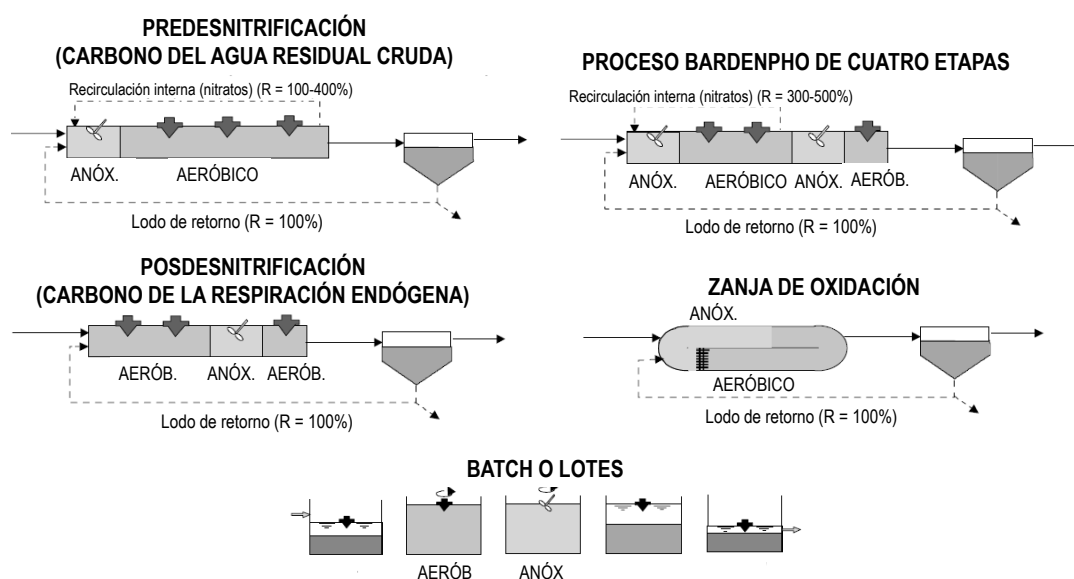 PREDESNITRIFICACIÓN
(CARBONO DEL AGUA RESIDUAL CRUDA)
Recirculación interna (nitratos) (R = 100-400%)
ANÓX.
AERÓBICO
Lodo de retorno (R = 100%)
PROCESO BARDENPHO DE CUATRO ETAPAS
Recirculación interna (nitratos) (R = 300-500%)
ANÓX.
AERÓBICO
ANÓX.
AERÓB.
Lodo de retorno (R = 100%)
POSDESNITRIFICACIÓN
(CARBONO DE LA RESPIRACIÓN ENDÓGENA)
AERÓB.
ANÓX.
AERÓB.
Lodo de retorno (R = 100%)
ZANJA DE OXIDACIÓN
ANÓX.
AERÓBICO
Lodo de retorno (R = 100%)
BATCH O LOTES
AERÓB
ANÓX